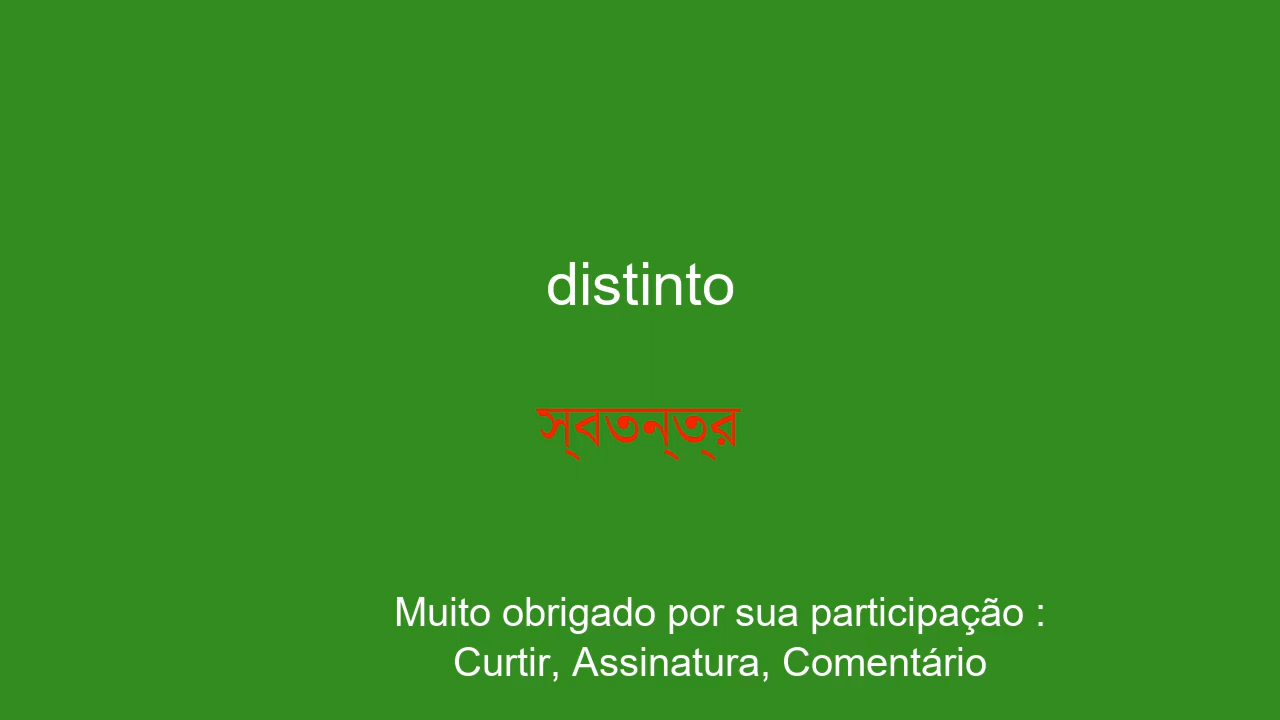 distinto
স্বতন্ত্র
Muito obrigado por sua participação :
Curtir, Assinatura, Comentário